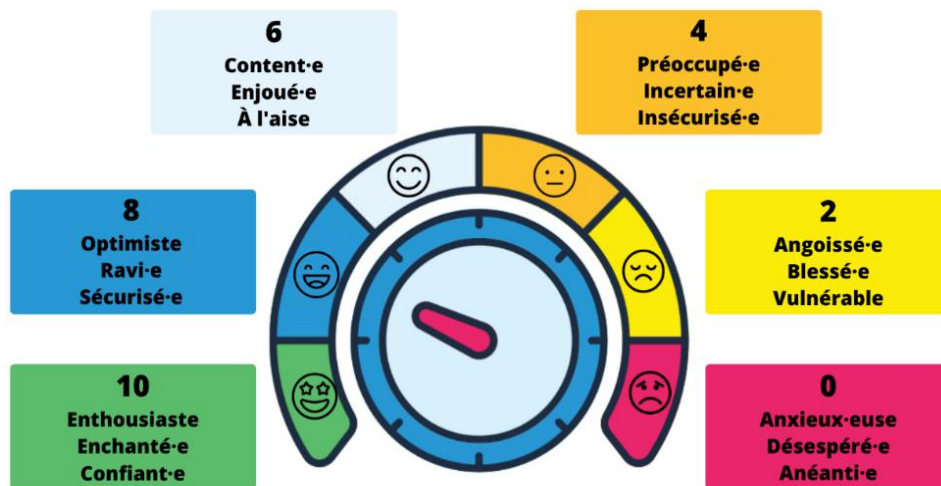 6
Content·e
Enjoué·e
À l'aise
4
Préoccupé·e
Incertain·e
Insécurisé·e
8
Optimiste
Ravi·e
Sécurisé·e
2
Angoissé·e
Blessé·e
Vulnérable
10
Enthousiaste
Enchanté·e
Confiant·e
0
Anxieux·euse
Désespéré·e
Anéanti·e